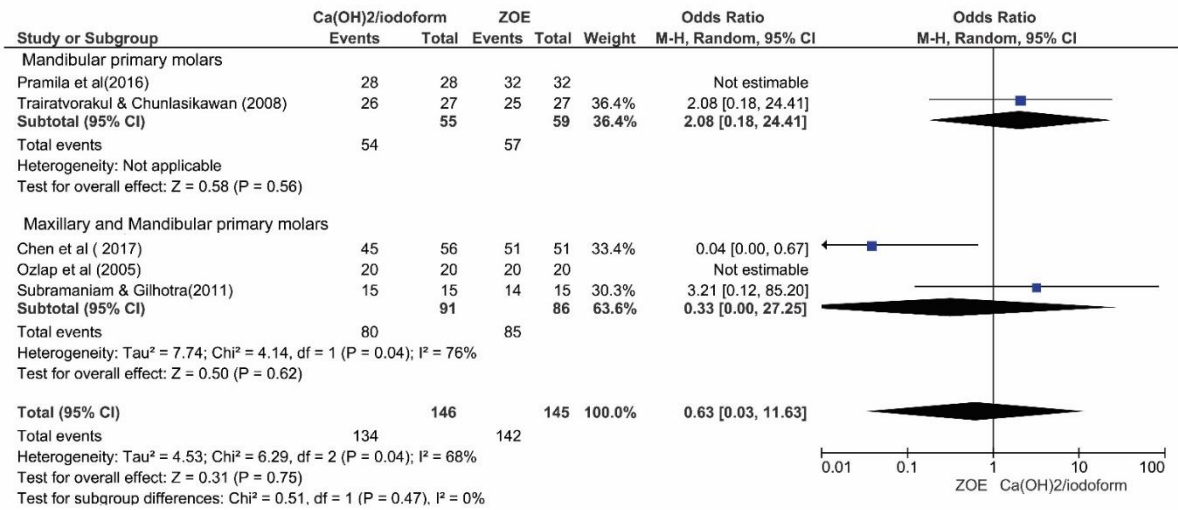 Ca(OH)2/iodoform ZOE Odds Ratio Odds Ratio
Study or Subgroup Events Total Events Total Weight M-H, Random, 95% CI M-H, Random, 95% CI
Mandibular primary molars
Pramila et al(2016) 28 28 32 32 Not estimable
Trairatvorakul & Chunlasikawan (2008) 26 27 25 27 36.4% 2.08 [0.18, 24.41]
Subtotal (95% CI) 55 59 36.4% 2.08 [0.18, 24.41]
Total events 54 57
Heterogeneity: Not applicable
Test for overall effect: Z = 0.58 (P = 0.56)
Maxillary and Mandibular primary molars
Chen et al ( 2017) 45 56 51 51 33.4% 0.04 [0.00, 0.67]
Ozlap et al (2005) 20 20 20 20 Not estimable
Subramaniam & Gilhotra(2011) 15 15 14 15 30.3% 3.21 [0.12, 85.20]
Subtotal (95% CI) 91 86 63.6% 0.33 [0.00, 27.25]
Total events 80 85
Heterogeneity: Tau² = 7.74; Chi² = 4.14, df = 1 (P = 0.04); I² = 76%
Test for overall effect: Z = 0.50 (P = 0.62)
Total (95% CI) 146 145 100.0% 0.63 [0.03, 11.63]
Total events 134 142
Heterogeneity: Tau² = 4.53; Chi² = 6.29, df = 2 (P = 0.04); I² = 68%
Test for overall effect: Z = 0.31 (P = 0.75)
Test for subgroup differences: Chi² = 0.51, df = 1 (P = 0.47), I² = 0%
0.01 0.1 1 10 100
ZOE Ca(OH)2/iodoform